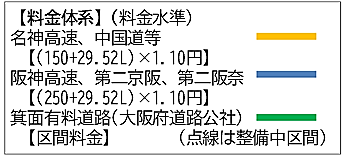 【料金体系】(料金水準)
名神高速、中国道等
【(150+29.52L)×1.10円】
阪神高速、第二京阪、第二阪奈
【(250+29.52L)×1.10円】
箕面有料道路(大阪府道路公社)
【区間料金】 (点線は整備中区間)